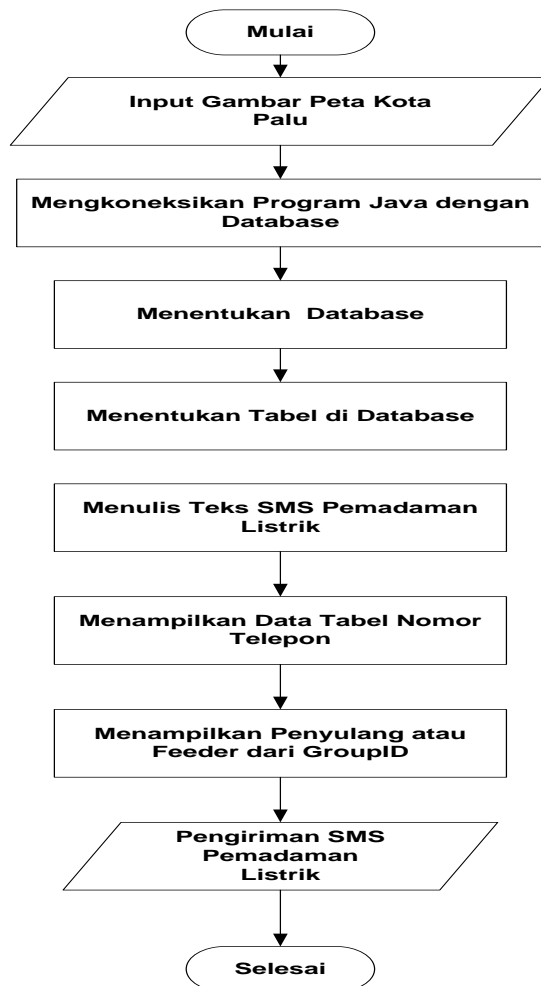 Mulai
Input Gambar Peta Kota
Palu
Mengkoneksikan Program Java dengan
Database
Menentukan  Database
Menentukan Tabel di Database
Menulis Teks SMS Pemadaman
Listrik
Menampilkan Data Tabel Nomor
Telepon
Menampilkan Penyulang atau
Feeder dari GroupID
Pengiriman SMS
Pemadaman
Listrik
Selesai